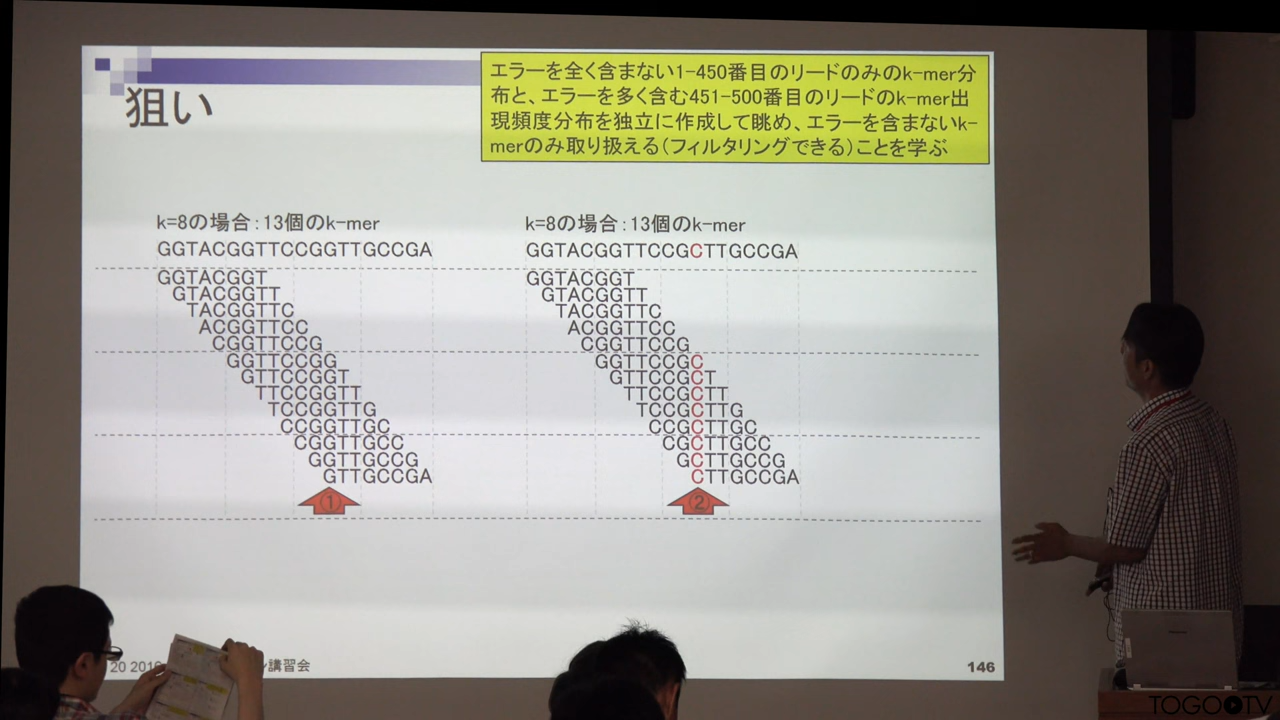 狙い
エラーを全く含まない1-450番目のリードのみのk-mer分
布と、エラーを多く含む451-500番目のリードのk-mer出
現頻度分布を独立に作成して眺め、エラーを含まないk-
merのみ取り扱える(フィルタリングできる)ことを学ぶ
k=8の場合:13個のk-mer
GGTACGGTTCCGGTTGCCGA
GGTACGGT
GTACGGTT
TACGGTTC
ACGGTTCC
CGGTTCCG
GGTTCCGG
GTTCCGGT
TTCCGGTT
TCCGGTTG
CCGGTTGC
CGGTTGCC
GGTTGCCG
GTTGCCGA
①
k=8の場合:13個のk-mer
GGTACGGTTCCGCTTGCCGA
GGTACGGT
GTACGGTT
TACGGTTC
ACGGTTCC
CGGTTCCG
GGTTCCGC
GTTCCGCT
TTCCGCTT
TCCGCTTG
CCGCTTGC
CGCTTGCC
GCTTGCCG
CTTGCCGA
②
20 201
講習会
146
TOGO TV